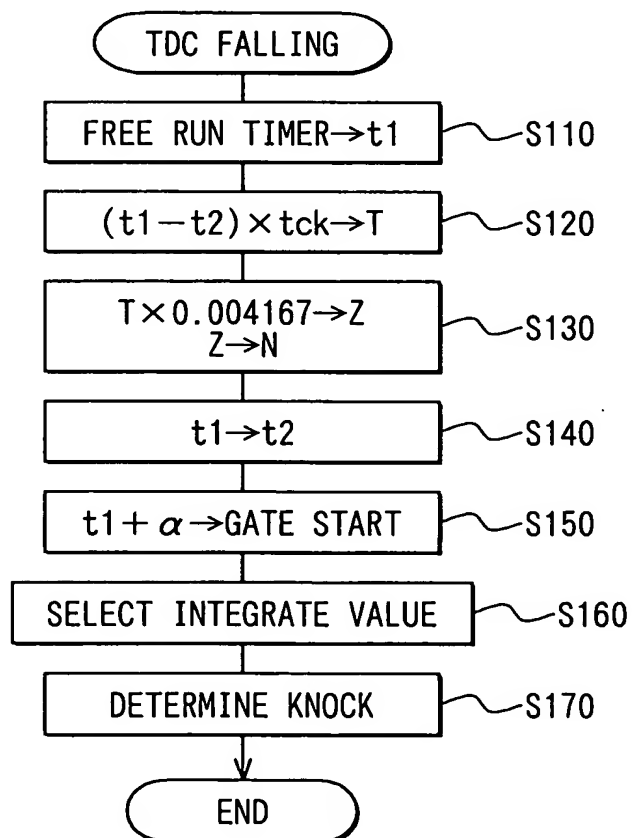 TDC FALLING
FREE RUN TIMER→t1 S110
(t1−t2)×tck→T S120
T×0.004167→Z
Z→N S130
t1→t2 S140
t1+α→GATE START S150
SELECT INTEGRATE VALUE S160
DETERMINE KNOCK S170
END